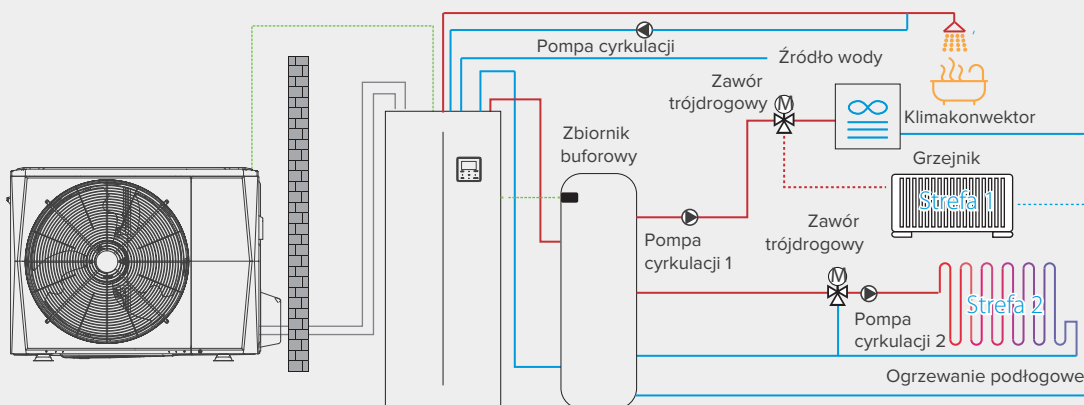 Pompa cyrkulacji
Źródło wody
Zawór
trójdrogowy
M
Klimakonwektor
Zbiornik
buforowy
Grzejnik
Strefa 1
Pompa
cyrkulacji 1
Zawór
trójdrogowy
M
Strefa 2
Pompa
cyrkulacji 2
Ogrzewanie podłogowe